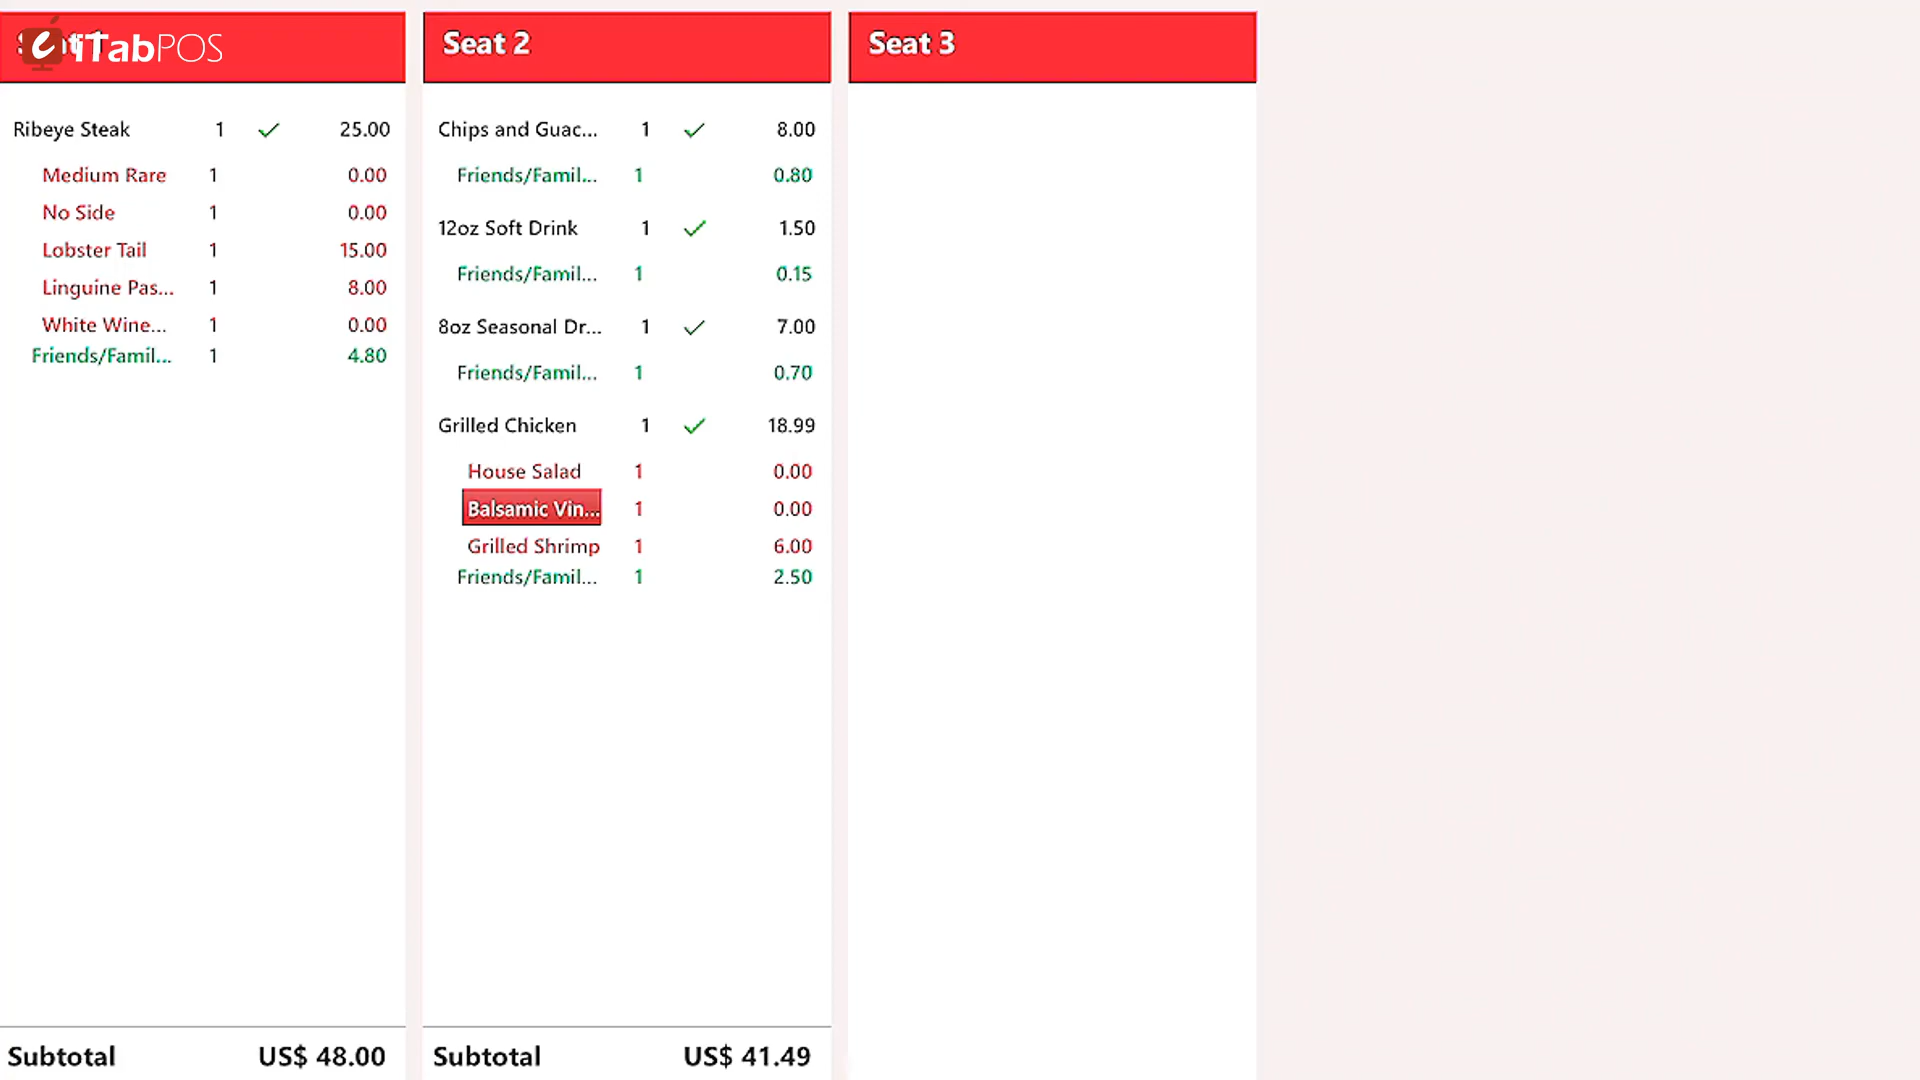 iTabPOS
Ribeye Steak 1 25.00
Medium Rare 1 0.00
No Side 1 0.00
Lobster Tail 1 15.00
Linguine Pas... 1 8.00
White Wine... 1 0.00
Friends/Famil... 1 4.80
Subtotal US$ 48.00
Seat 2
Chips and Guac... 1 8.00
Friends/Famil... 1 0.80
12oz Soft Drink 1 1.50
Friends/Famil... 1 0.15
8oz Seasonal Dr... 1 7.00
Friends/Famil... 1 0.70
Grilled Chicken 1 18.99
House Salad 1 0.00
Balsamic Vin... 1 0.00
Grilled Shrimp 1 6.00
Friends/Famil... 1 2.50
Subtotal US$ 41.49
Seat 3